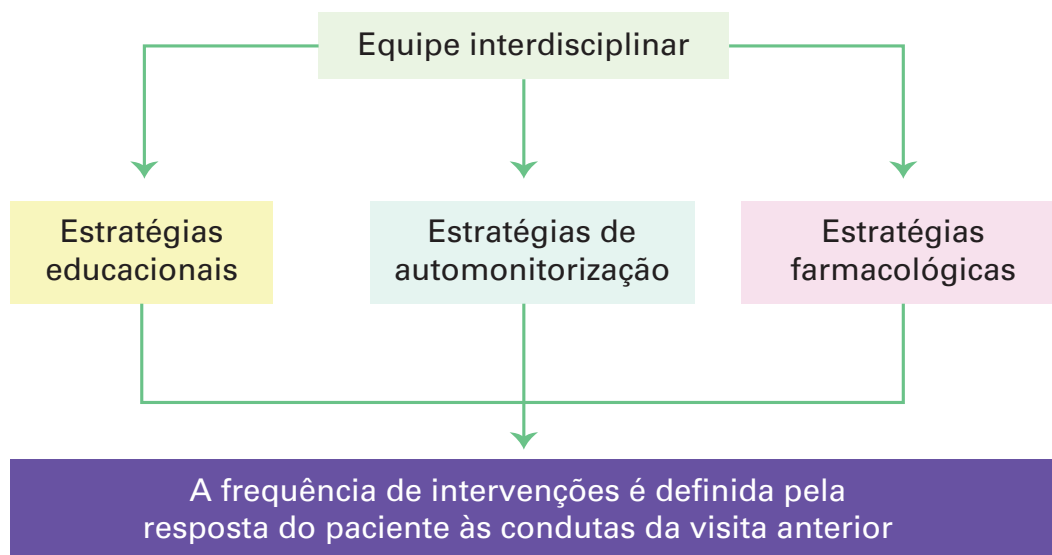 Equipe interdisciplinar
Estratégias
educacionais
Estratégias de
automonitorização
Estratégias
farmacológicas
A frequência de intervenções é definida pela
resposta do paciente às condutas da visita anterior